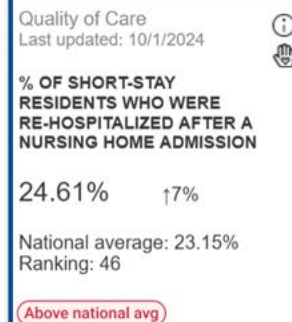 Quality of Care
Last updated: 10/1/2024
% OF SHORT-STAY
RESIDENTS WHO WERE
RE-HOSPITALIZED AFTER A
NURSING HOME ADMISSION
24.61% ↑7%
National average: 23.15%
Ranking: 46
Above national avg